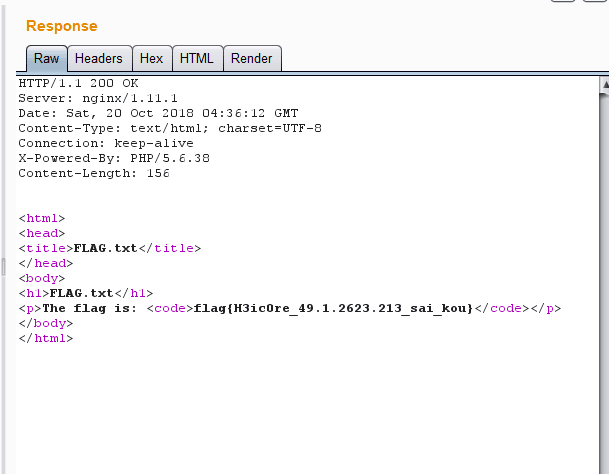 Response
Raw Headers Hex HTML Render
HTTP/1.1 200 OK
Server: nginx/1.11.1
Date: Sat, 20 Oct 2018 04:36:12 GMT
Content-Type: text/html; charset=UTF-8
Connection: keep-alive
X-Powered-By: PHP/5.6.38
Content-Length: 156
<html>
<head>
<title>FLAG.txt</title>
</head>
<body>
<h1>FLAG.txt</h1>
<p>The flag is: <code>flag{H3ic0re_49.1.2623.213_sai_kou}</code></p>
</body>
</html>